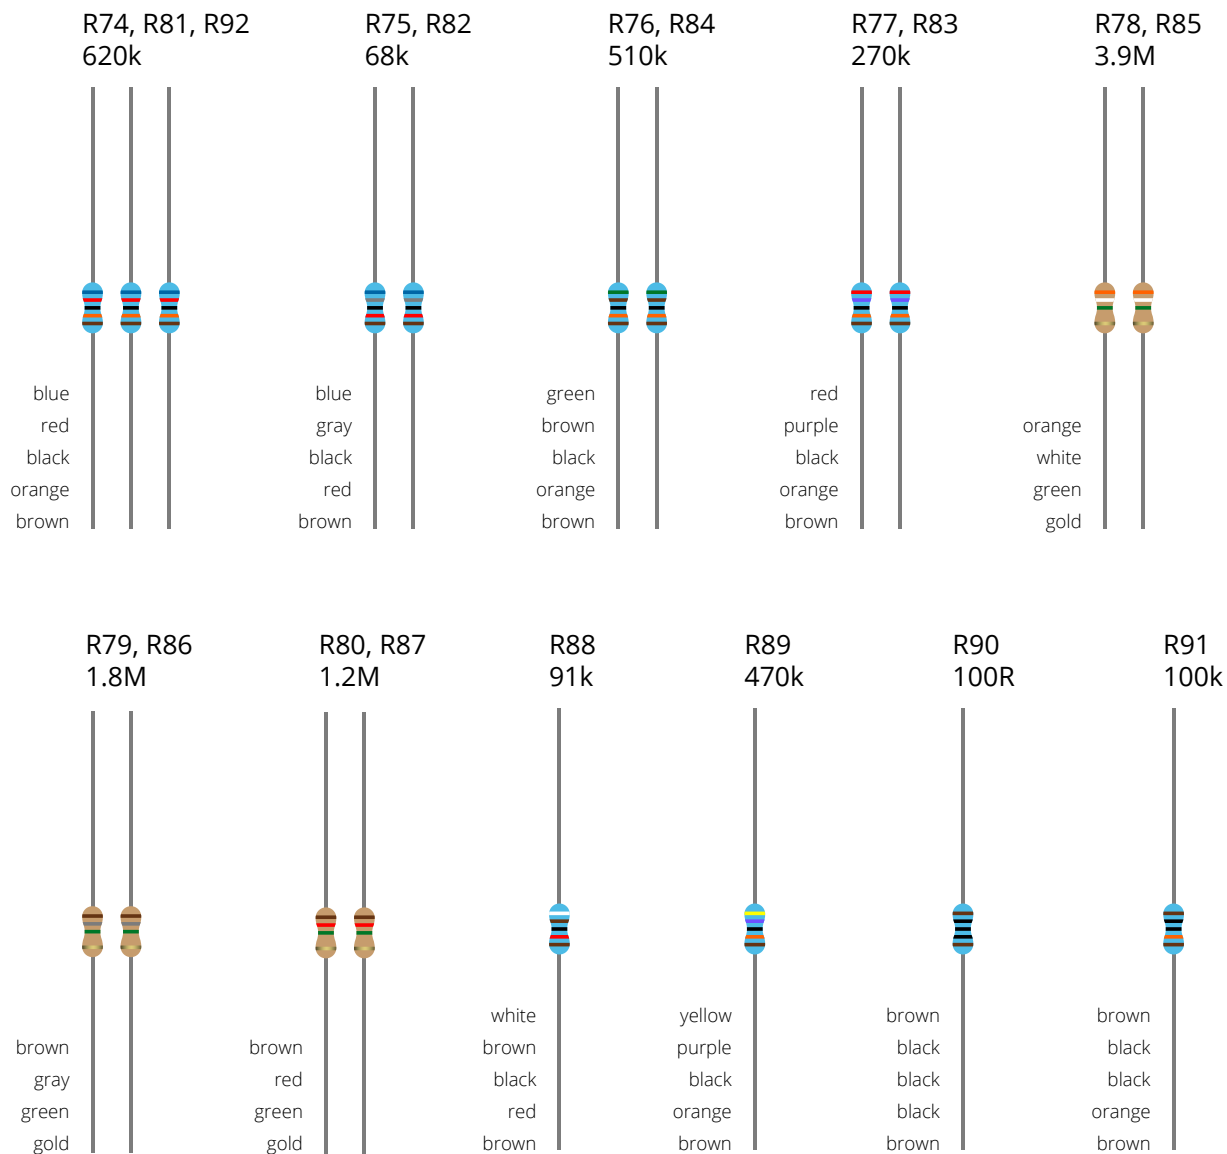 R74, R81, R92
620k
R75, R82
68k
R76, R84
510k
R77, R83
270k
R78, R85
3.9M
blue
red
black
orange
brown
blue
gray
black
red
brown
green
brown
black
orange
brown
red
purple
black
orange
brown
orange
white
green
gold
R79, R86
1.8M
R80, R87
1.2M
R88
91k
R89
470k
R90
100R
R91
100k
brown
gray
green
gold
brown
red
green
gold
white
brown
black
red
brown
yellow
purple
black
orange
brown
brown
black
black
black
brown
brown
black
black
orange
brown